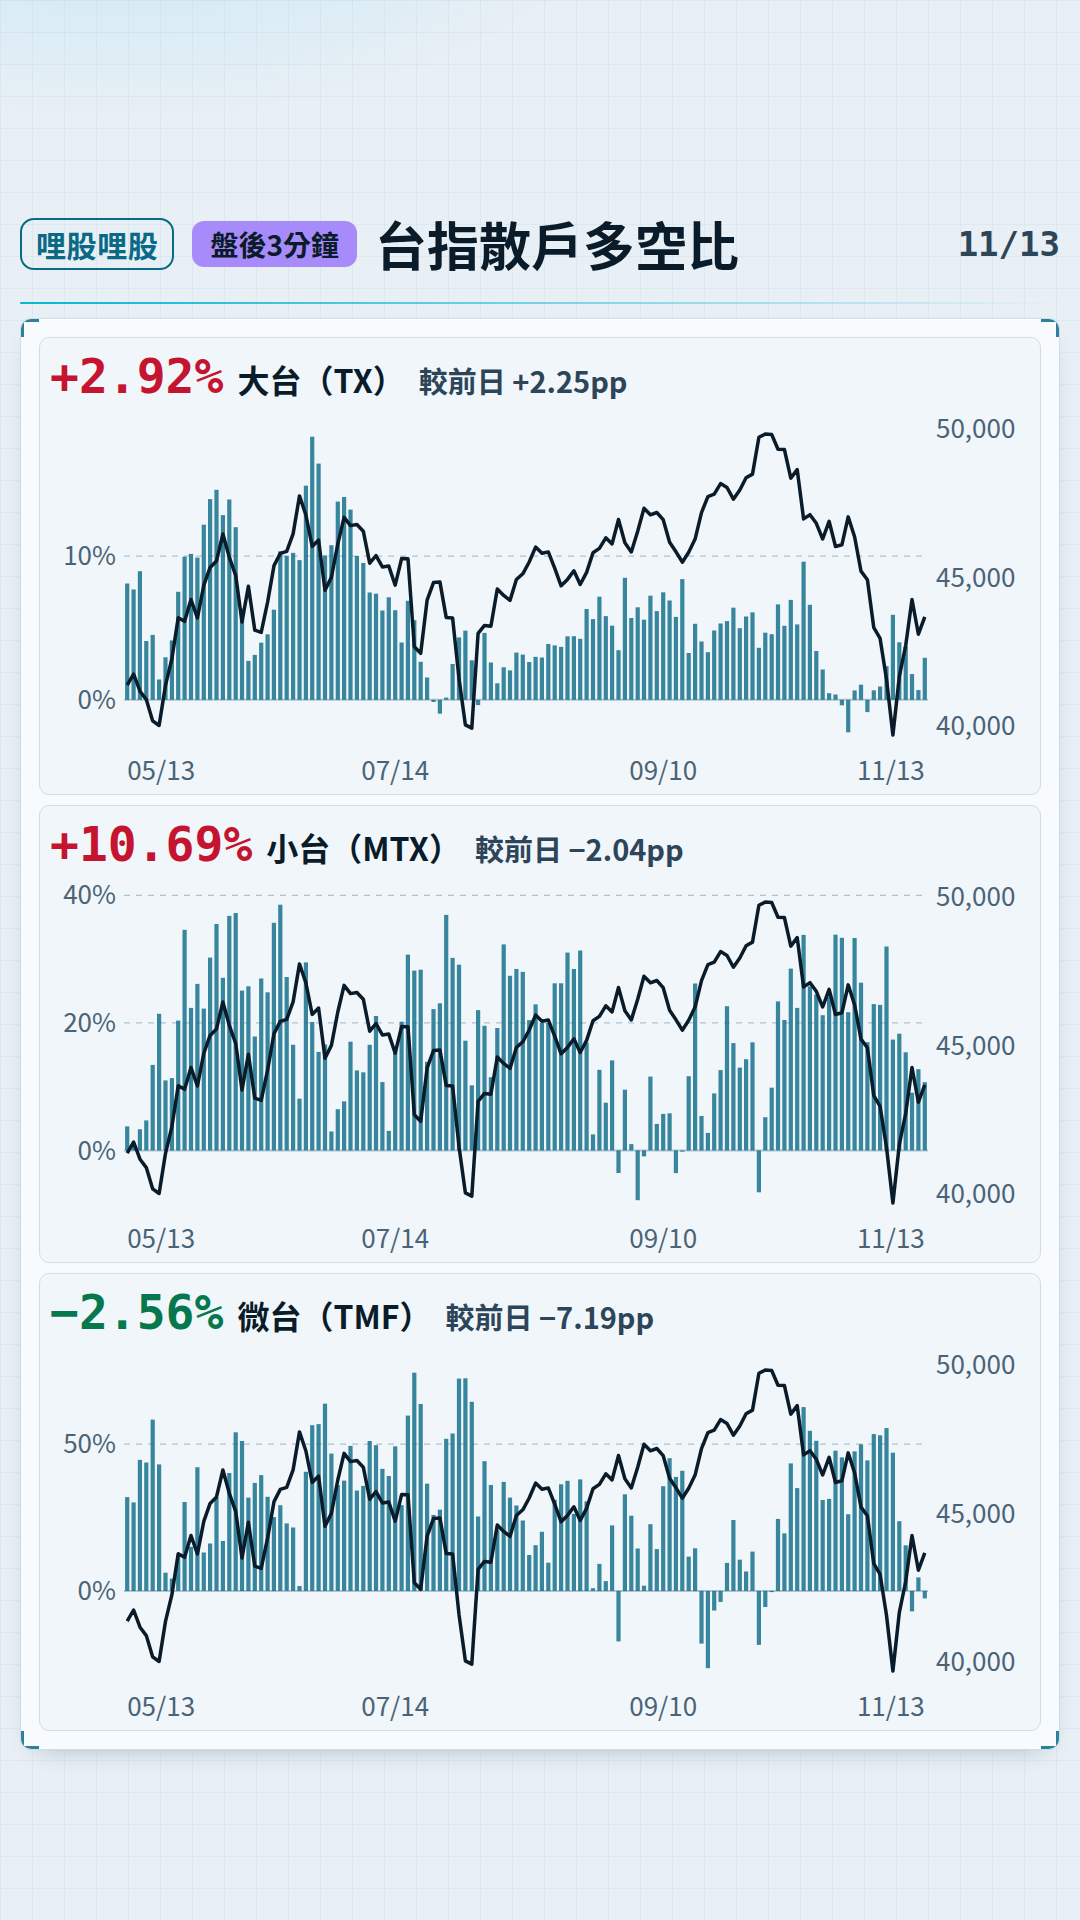 哩股哩股 盤後3分鐘 台指散戶多空比 11/13
+2.92% 大台（TX） 較前日 +2.25pp
50,000
10%
45,000
0%
40,000
05/13 07/14 09/10 11/13
+10.69% 小台（MTX） 較前日 −2.04pp
40%
50,000
20%
45,000
0%
40,000
05/13 07/14 09/10 11/13
−2.56% 微台（TMF） 較前日 −7.19pp
50,000
50%
45,000
0%
40,000
05/13 07/14 09/10 11/13